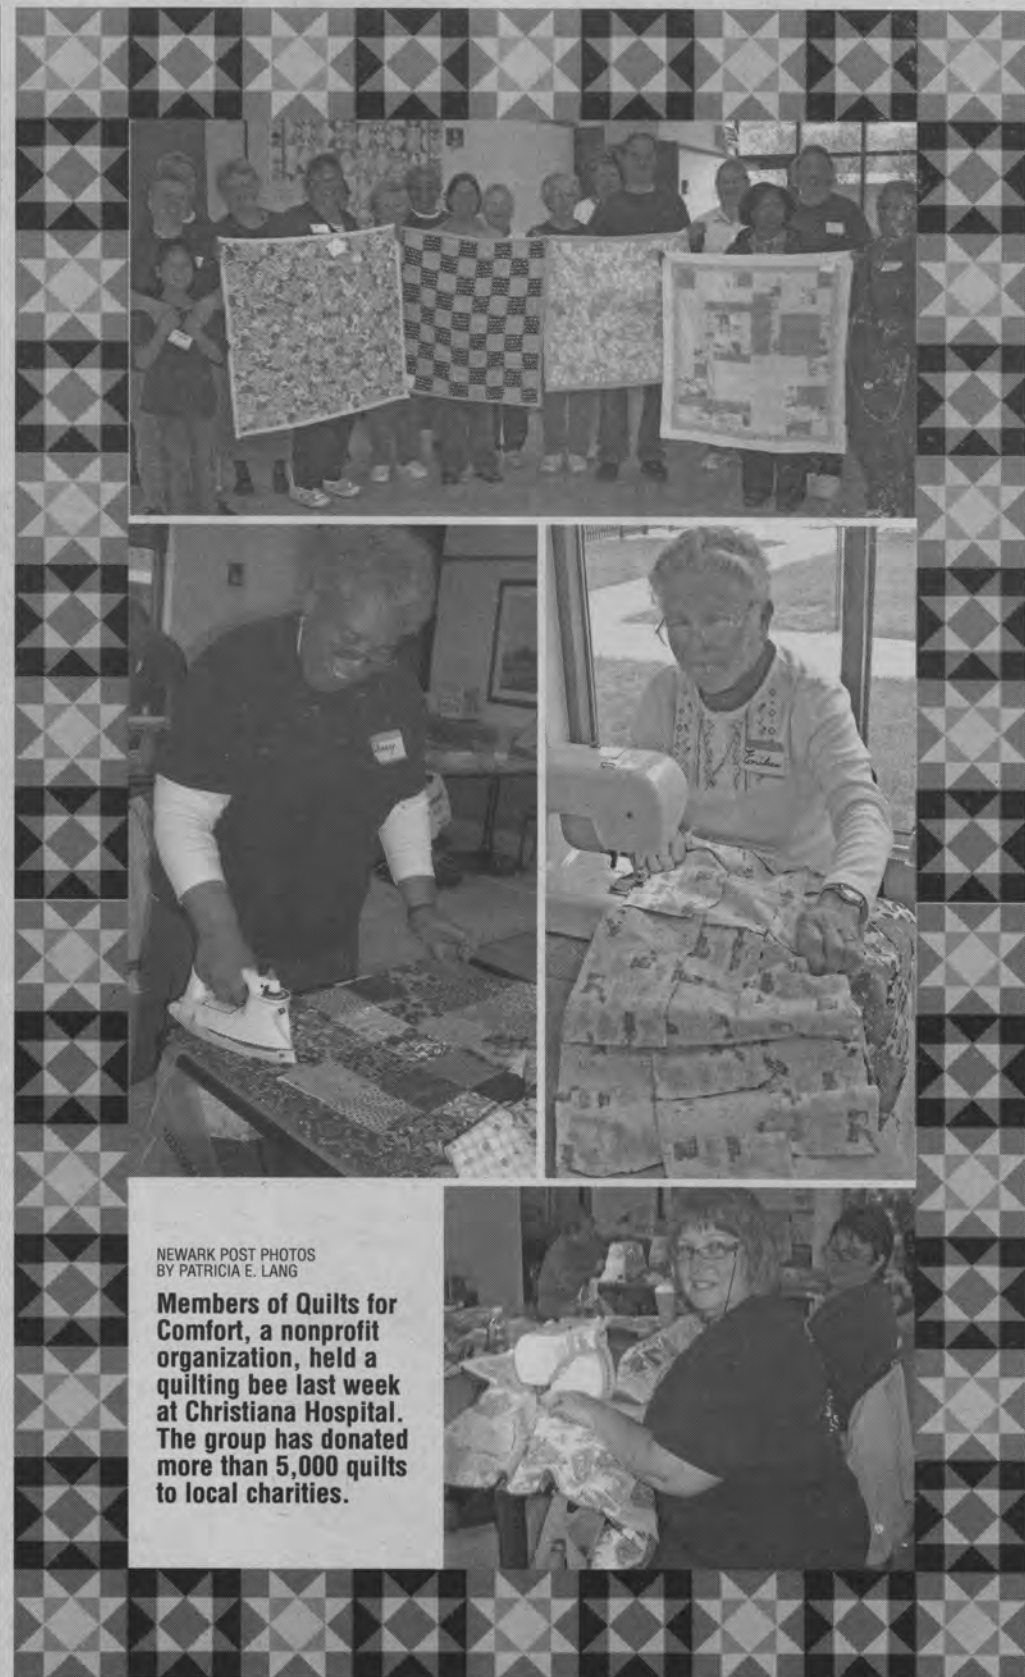 NEWARK POST PHOTOS
BY PATRICIA E. LANG
Members of Quilts for
Comfort, a nonprofit
organization, held a
quilting bee last week
at Christiana Hospital.
The group has donated
more than 5,000 quilts
to local charities.